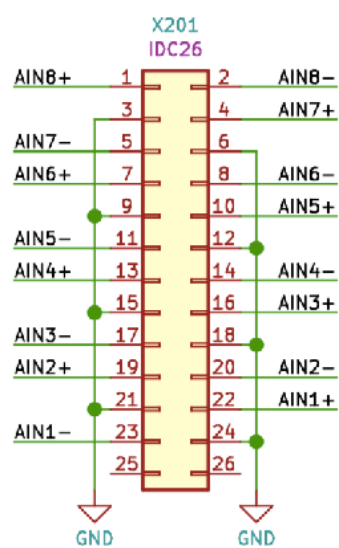 X201
IDC26
AIN8+ 1 2 AIN8-
3 4 AIN7+
AIN7- 5 6
AIN6+ 7 8 AIN6-
9 10 AIN5+
AIN5- 11 12
AIN4+ 13 14 AIN4-
15 16 AIN3+
AIN3- 17 18
AIN2+ 19 20 AIN2-
21 22 AIN1+
AIN1- 23 24
25 26
GND GND